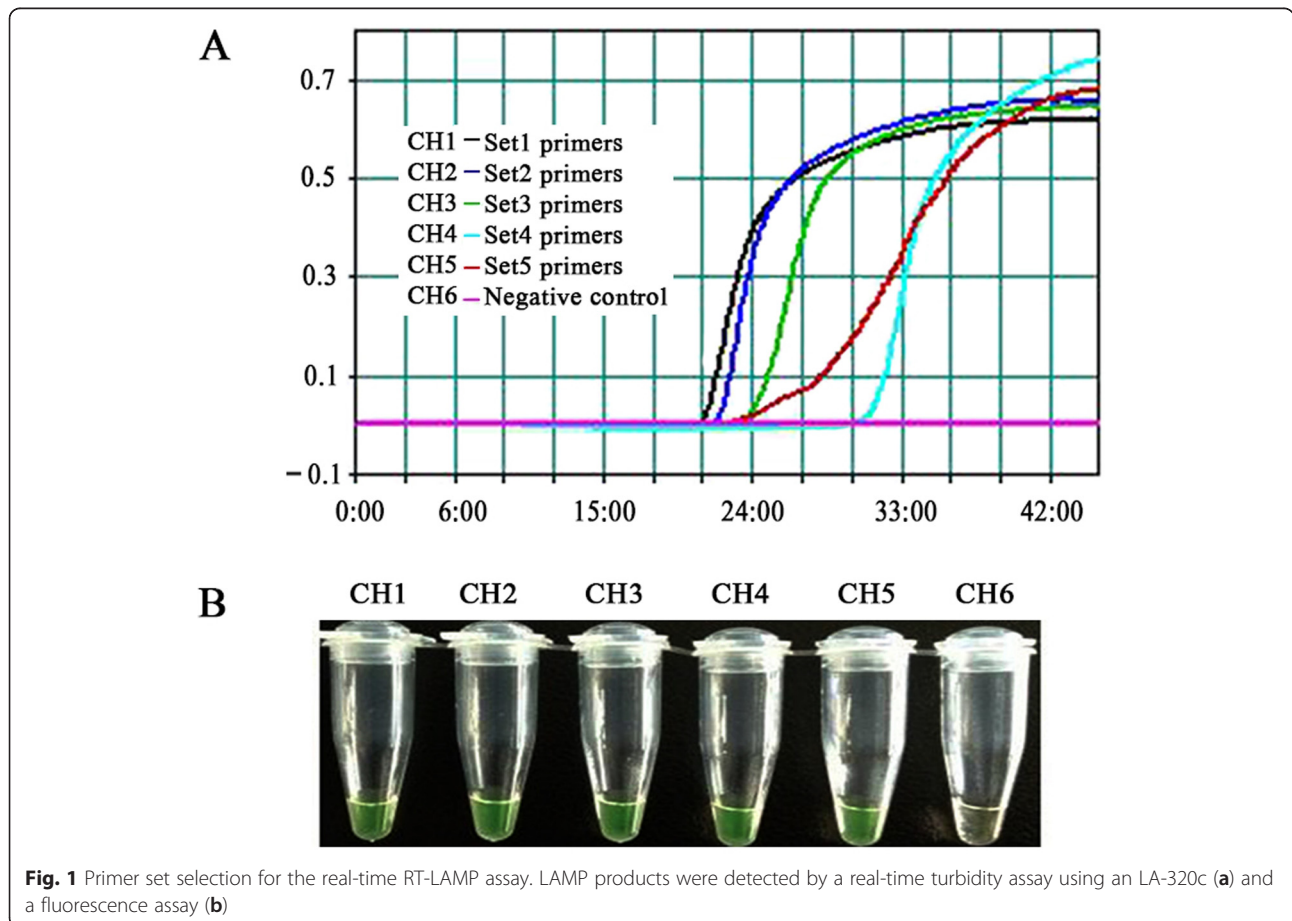 A
0.7
0.5
0.3
0.1
−0.1
CH1 Set1 primers
CH2 Set2 primers
CH3 Set3 primers
CH4 Set4 primers
CH5 Set5 primers
CH6 Negative control
0:00 6:00 15:00 24:00 33:00 42:00
B
CH1 CH2 CH3 CH4 CH5 CH6
Fig. 1 Primer set selection for the real-time RT-LAMP assay. LAMP products were detected by a real-time turbidity assay using an LA-320c (a) and
a fluorescence assay (b)